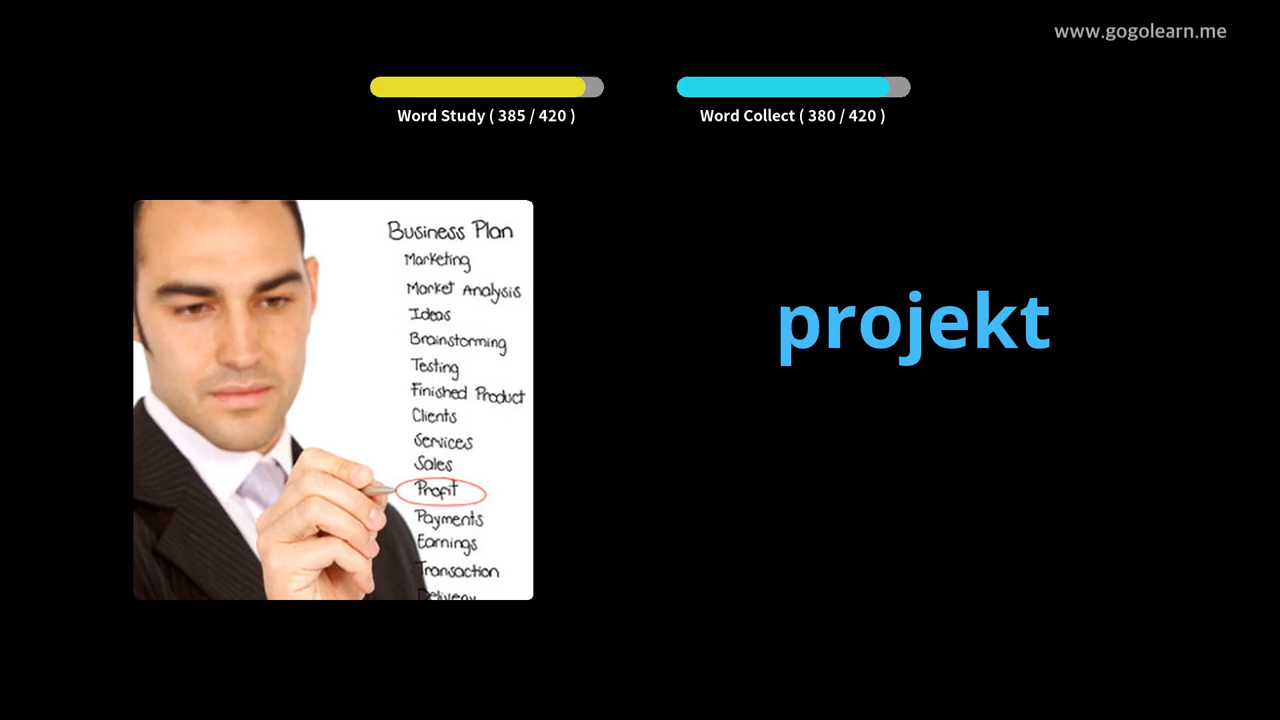 www.gogolearn.me
Word Study ( 385 / 420 )
Word Collect ( 380 / 420 )
Business Plan
Marketing
Market Analysis
Ideas
Brainstorming
Testing
Finished Product
Clients
Services
Sales
Profit
Payments
Earnings
Transaction
Delivery
projekt